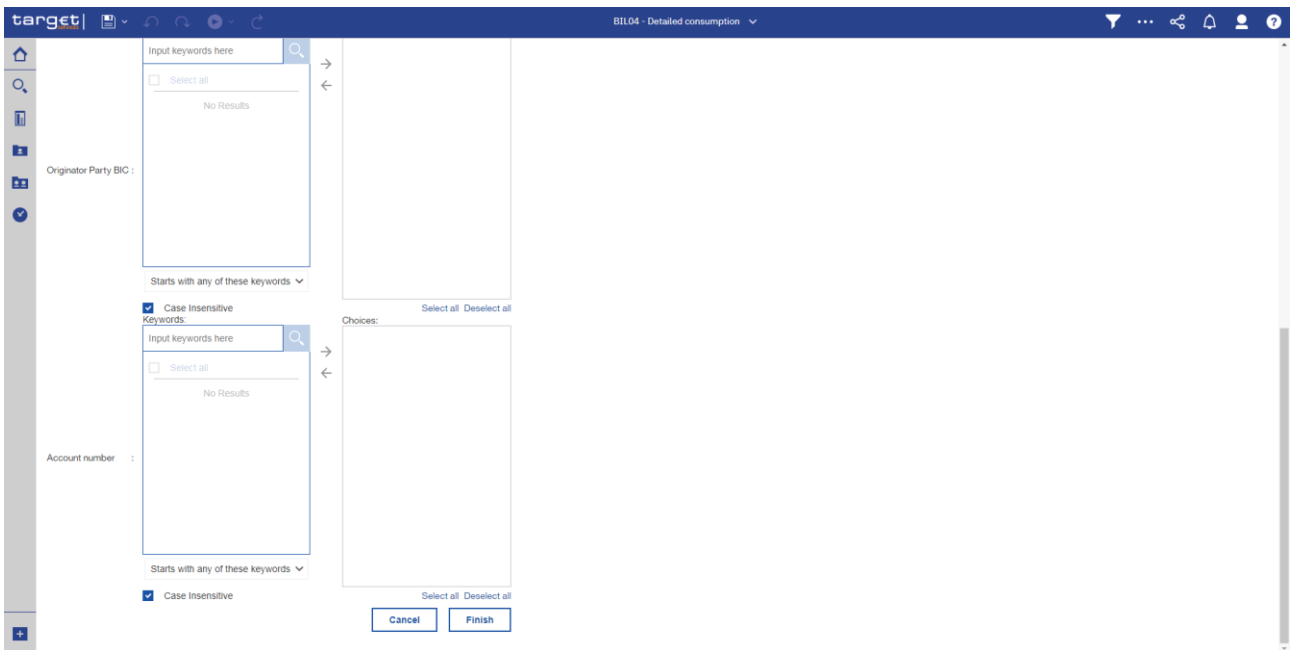 target|
services
BIL04 - Detailed consumption
Input keywords here
Select all
No Results
Originator Party BIC :
Starts with any of these keywords
Case Insensitive
Select all Deselect all
Keywords:
Choices:
Input keywords here
Select all
No Results
Account number :
Starts with any of these keywords
Case Insensitive
Select all Deselect all
Cancel
Finish